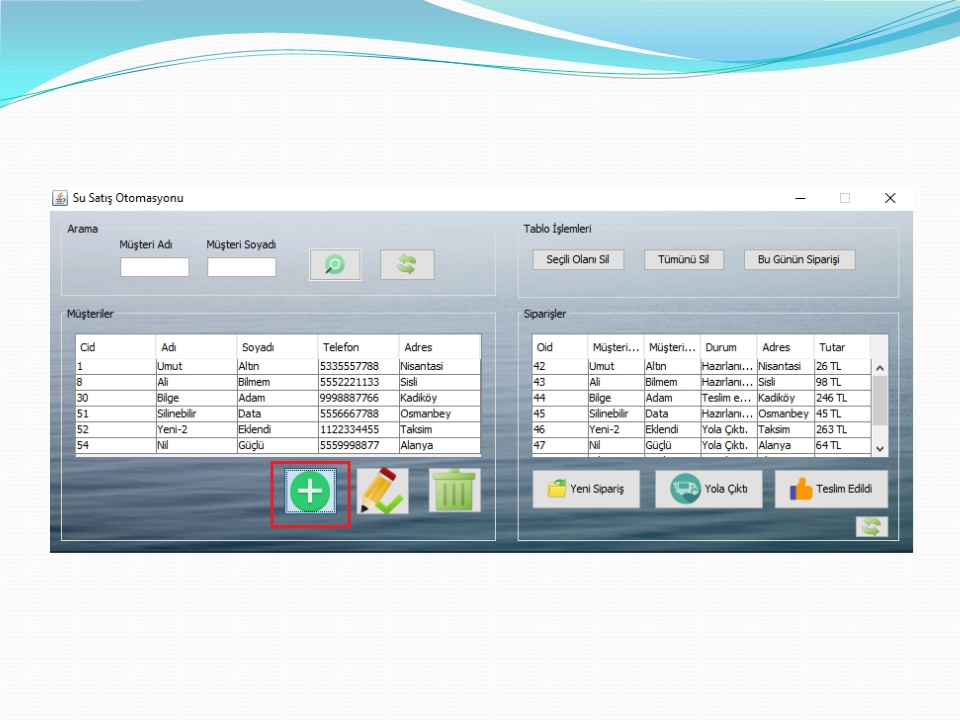 Su Satış Otomasyonu
Arama
Müşteri Adı Müşteri Soyadı
Tablo İşlemleri
Seçili Olanı Sil Tümünü Sil Bu Günün Siparişi
Müşteriler
Cid Adı Soyadı Telefon Adres
1 Umut Altın 5335557788 Nisantasi
8 Ali Bilmem 5552221133 Sisli
30 Bilge Adam 9998887766 Kadiköy
51 Silinebilir Data 5556667788 Osmanbey
52 Yeni-2 Eklendi 1122334455 Taksim
54 Nil Güçlü 5559998877 Alanya
Siparişler
Oid Müşteri... Müşteri... Durum Adres Tutar
42 Umut Altın Hazırlanı... Nisantasi 26 TL
43 Ali Bilmem Hazırlanı... Sisli 98 TL
44 Bilge Adam Teslim e... Kadiköy 246 TL
45 Silinebilir Data Hazırlanı... Osmanbey 45 TL
46 Yeni-2 Eklendi Yola Çıktı. Taksim 263 TL
47 Nil Güçlü Yola Çıktı. Alanya 64 TL
Yeni Sipariş Yola Çıktı Teslim Edildi